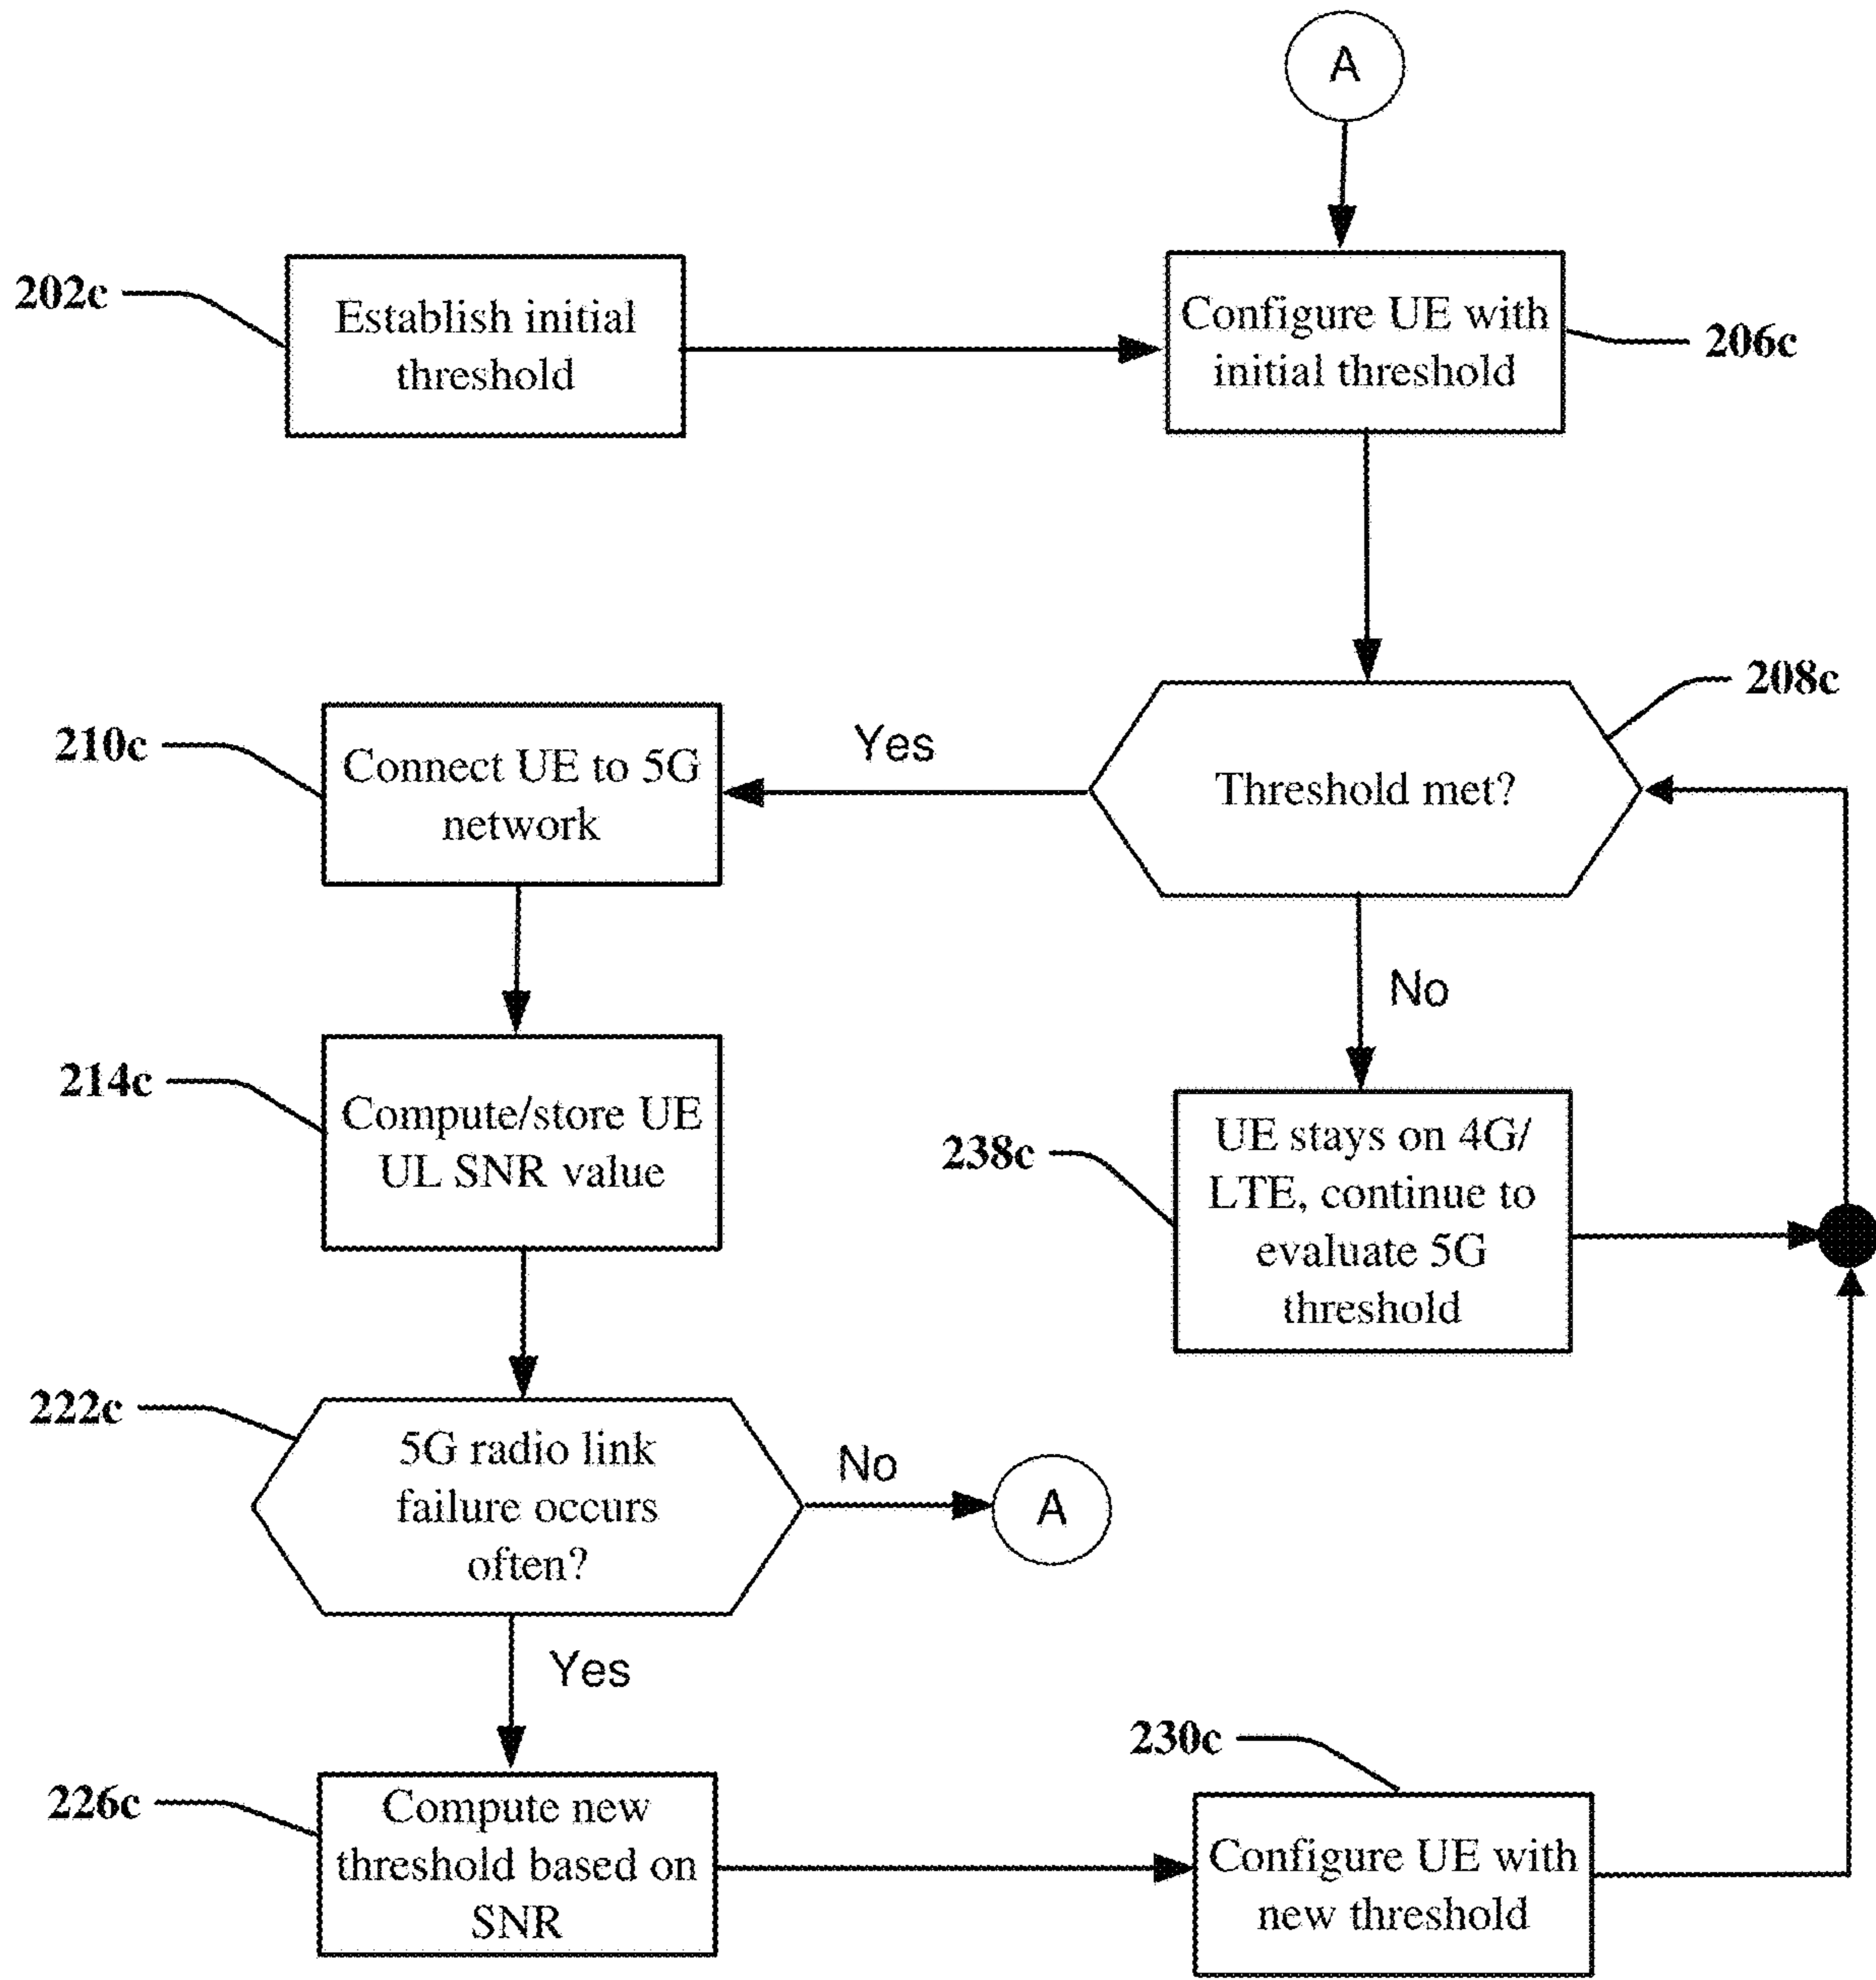 A
202c
Establish initial
threshold
Configure UE with
initial threshold
206c
208c
Threshold met?
Yes
210c
Connect UE to 5G
network
No
214c
Compute/store UE
UL SNR value
238c
UE stays on 4G/
LTE, continue to
evaluate 5G
threshold
222c
5G radio link
failure occurs
often?
No
A
Yes
226c
Compute new
threshold based on
SNR
230c
Configure UE with
new threshold